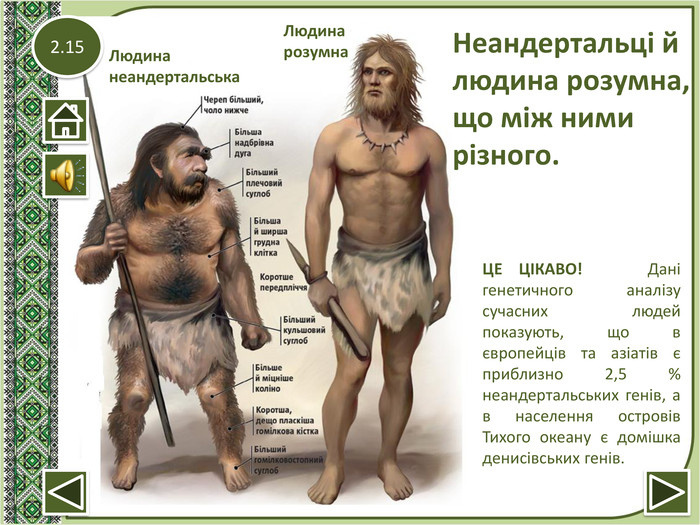 2.15
Людина
неандертальська
Людина
розумна
Неандертальці й
людина розумна,
що між ними
різного.
Череп більший,
чоло нижче
Більша
надбрівна
дуга
Більший
плечовий
суглоб
Більша
й ширша
грудна
клітка
Коротше
передпліччя
Більший
кульшовий
суглоб
Більше
й міцніше
коліно
Коротша,
дещо пласкіша
гомілкова кістка
Більший
гомілковостопний
суглоб
ЦЕ ЦІКАВО! Дані
генетичного аналізу
сучасних людей
показують, що в
європейців та азіатів є
приблизно 2,5 %
неандертальських генів, а
в населення островів
Тихого океану є домішка
денисівських генів.